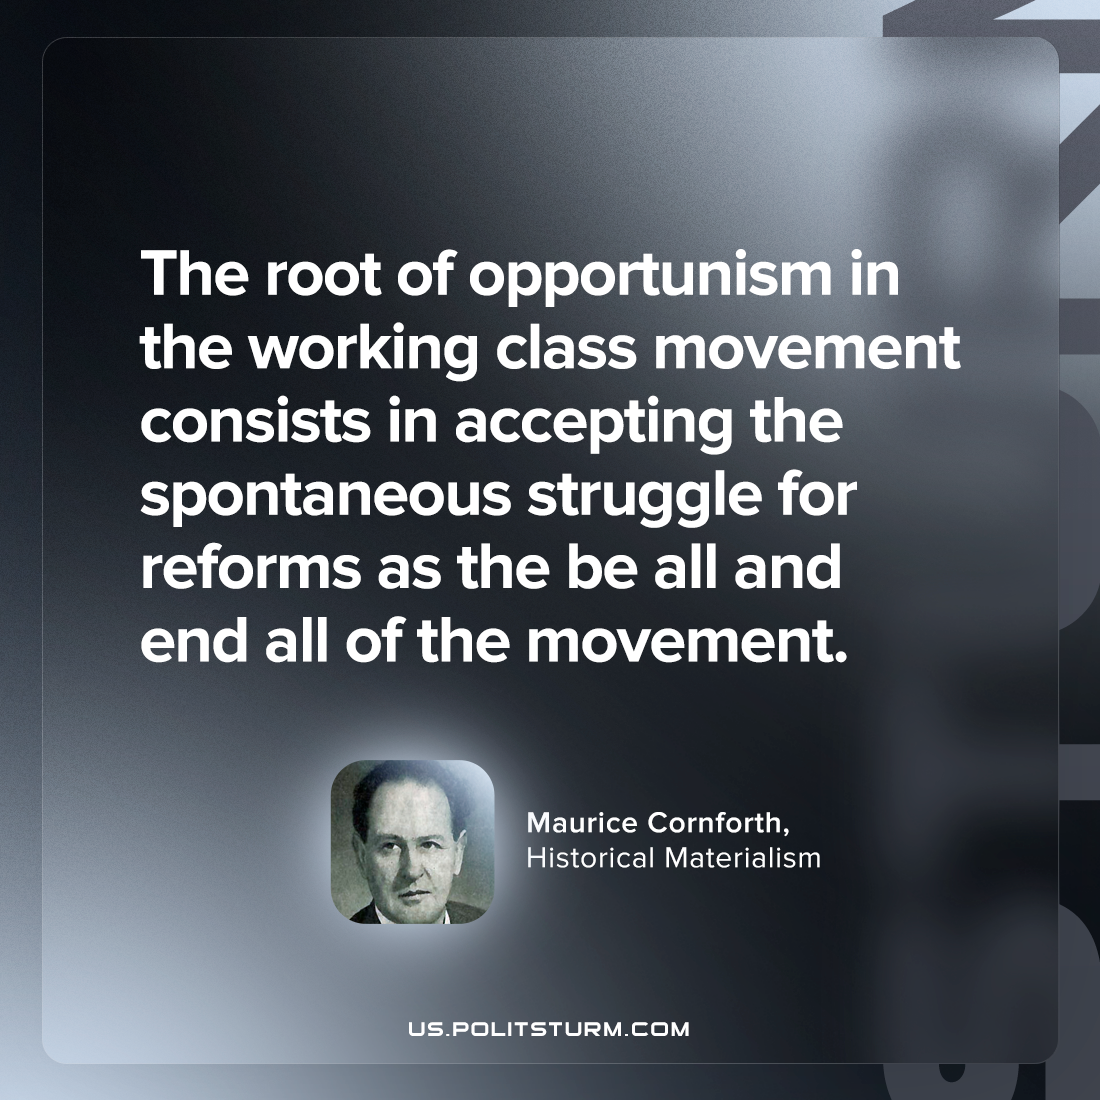 The root of opportunism in
the working class movement
consists in accepting the
spontaneous struggle for
reforms as the be all and
end all of the movement.
Maurice Cornforth,
Historical Materialism
US.POLITSTURM.COM